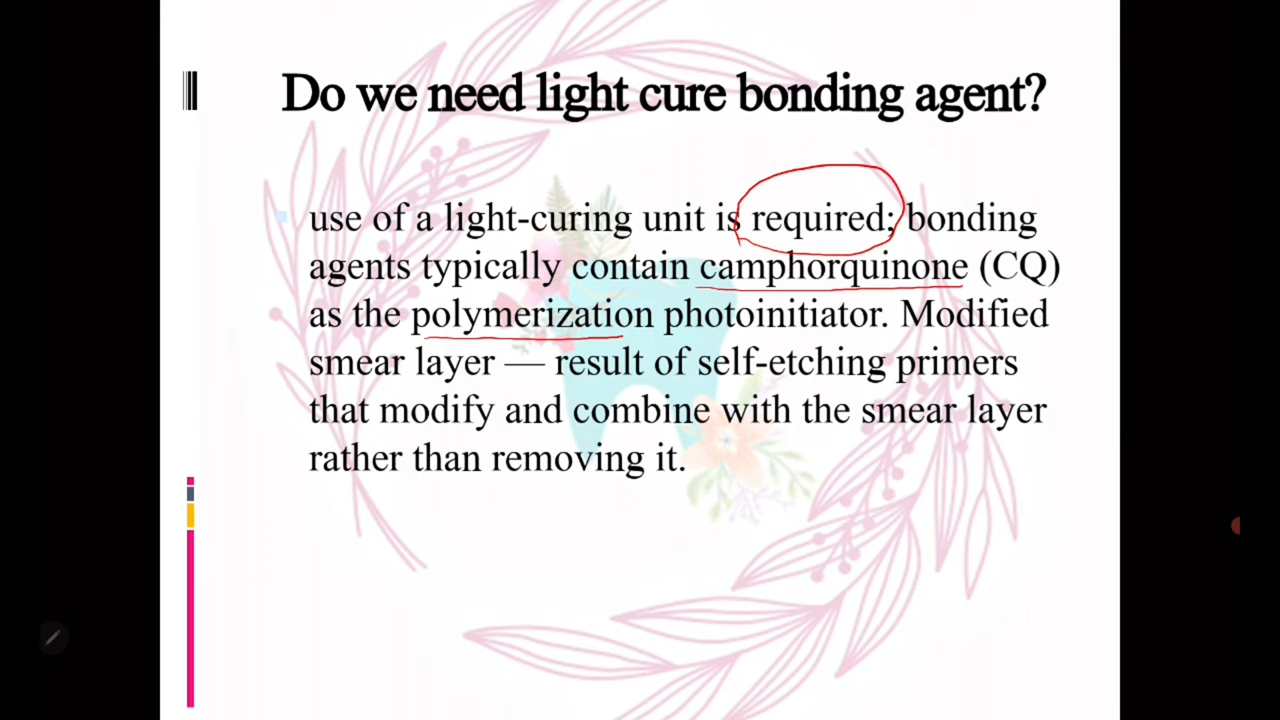 Do we need light cure bonding agent?
use of a light-curing unit is required; bonding
agents typically contain camphorquinone (CQ)
as the polymerization photoinitiator. Modified
smear layer — result of self-etching primers
that modify and combine with the smear layer
rather than removing it.